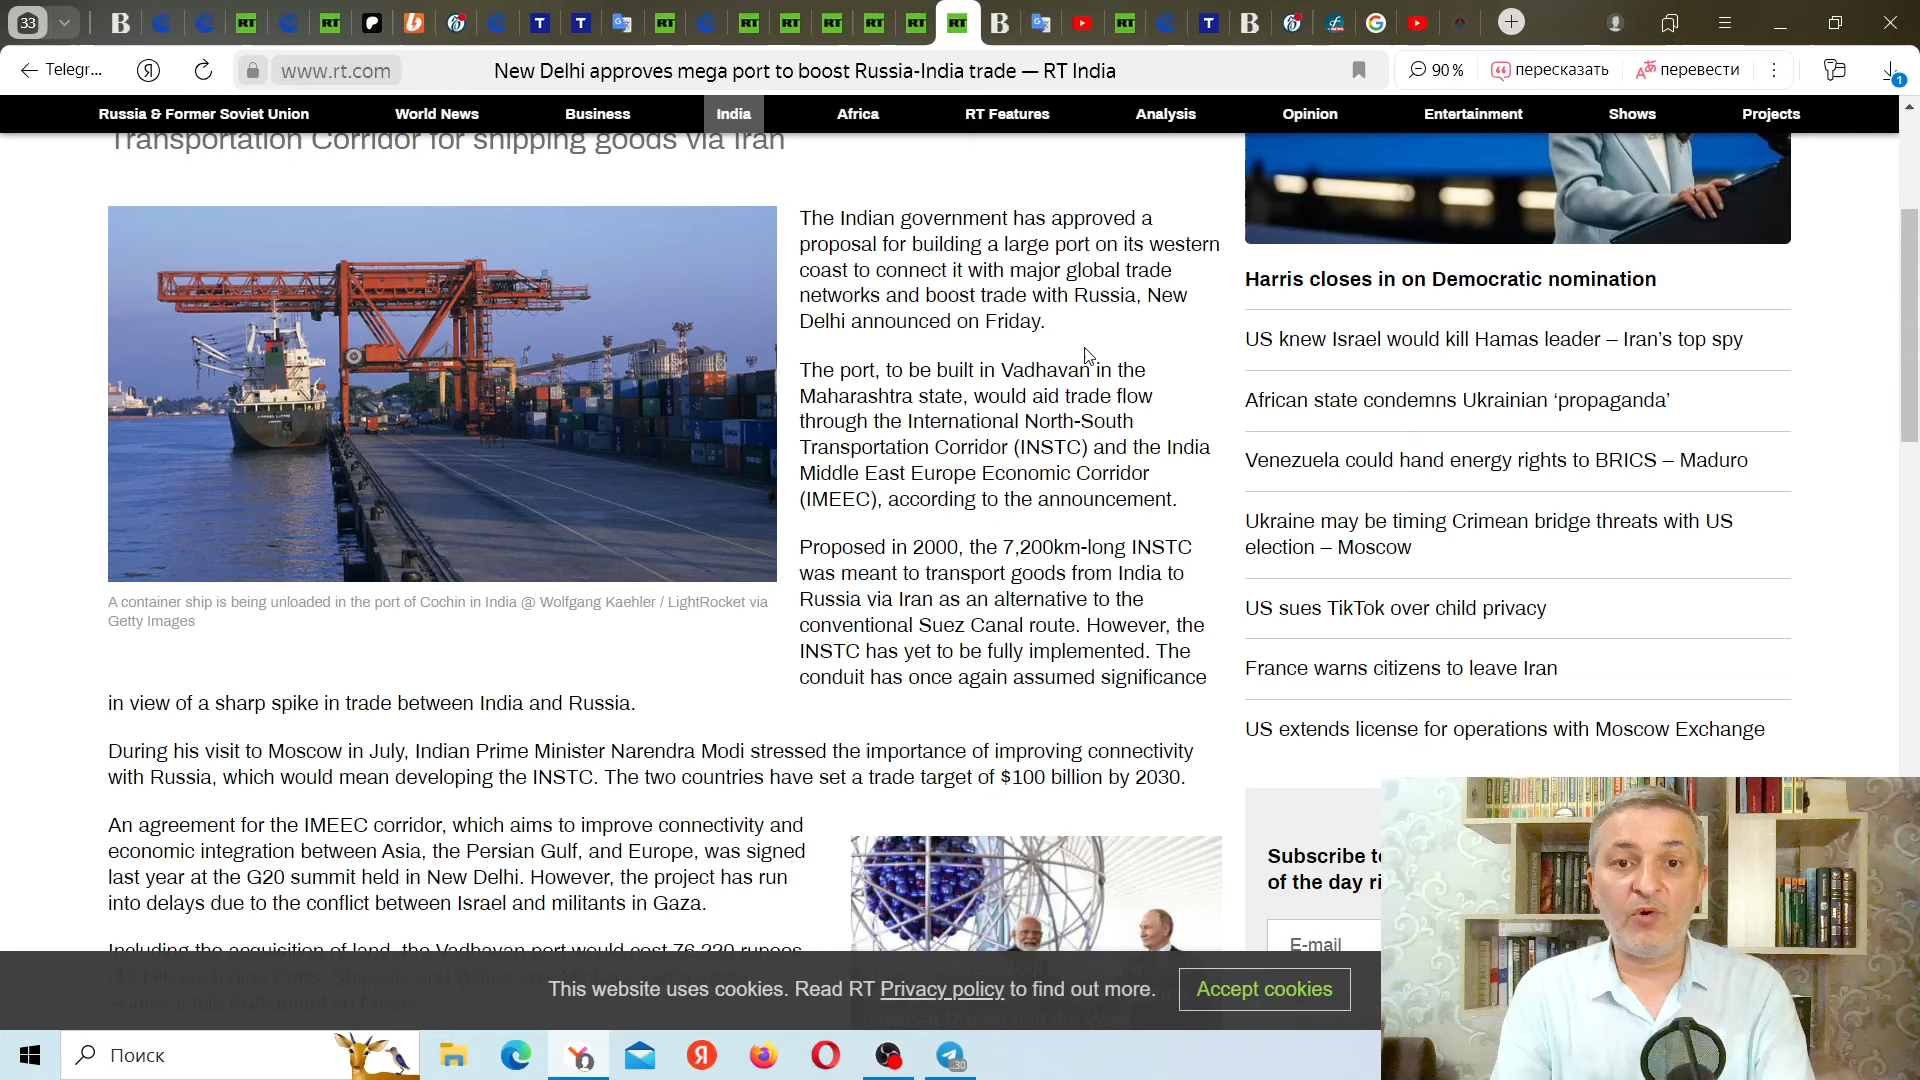 33
Telegr...
www.rt.com
New Delhi approves mega port to boost Russia-India trade — RT India
90 %
пересказать
перевести
1
Russia & Former Soviet Union
World News
Business
India
Africa
RT Features
Analysis
Opinion
Entertainment
Shows
Projects
Transportation Corridor for shipping goods via Iran
The Indian government has approved a
proposal for building a large port on its western
coast to connect it with major global trade
networks and boost trade with Russia, New
Delhi announced on Friday.
The port, to be built in Vadhavan in the
Maharashtra state, would aid trade flow
through the International North-South
Transportation Corridor (INSTC) and the India
Middle East Europe Economic Corridor
(IMEEC), according to the announcement.
Proposed in 2000, the 7,200km-long INSTC
was meant to transport goods from India to
Russia via Iran as an alternative to the
conventional Suez Canal route. However, the
INSTC has yet to be fully implemented. The
conduit has once again assumed significance
in view of a sharp spike in trade between India and Russia.
A container ship is being unloaded in the port of Cochin in India @ Wolfgang Kaehler / LightRocket via
Getty Images
During his visit to Moscow in July, Indian Prime Minister Narendra Modi stressed the importance of improving connectivity
with Russia, which would mean developing the INSTC. The two countries have set a trade target of $100 billion by 2030.
An agreement for the IMEEC corridor, which aims to improve connectivity and
economic integration between Asia, the Persian Gulf, and Europe, was signed
last year at the G20 summit held in New Delhi. However, the project has run
into delays due to the conflict between Israel and militants in Gaza.
Including the acquisition of land, the Vadhavan port would cost 76,220 rupees
Harris closes in on Democratic nomination
US knew Israel would kill Hamas leader – Iran's top spy
African state condemns Ukrainian 'propaganda'
Venezuela could hand energy rights to BRICS – Maduro
Ukraine may be timing Crimean bridge threats with US
election – Moscow
US sues TikTok over child privacy
France warns citizens to leave Iran
US extends license for operations with Moscow Exchange
Subscribe t
of the day ri
E-mail
This website uses cookies. Read RT Privacy policy to find out more.
Accept cookies
Поиск
30